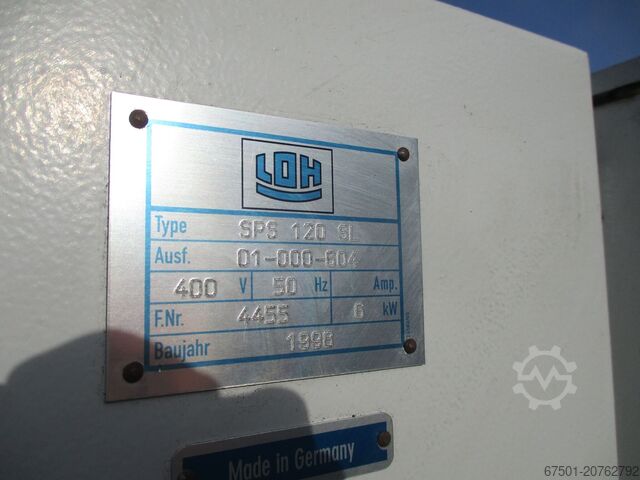 LOH
Type SPS 120 SL
Ausf. 01-000-604
400 V 50 Hz Amp.
F.Nr. 4455 6 kW
Baujahr 1998
Made in Germany
67501-20762792